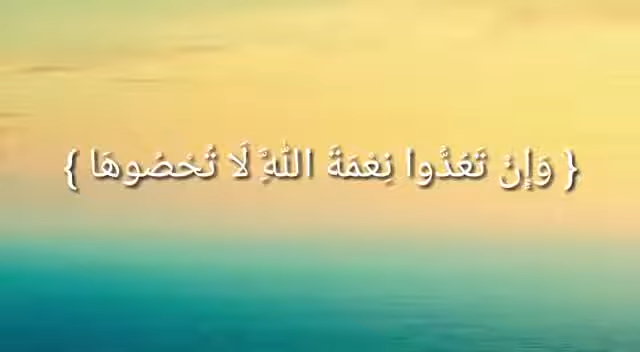 { وَإِنْ تَعُدُّوا نِعْمَةَ اللَّهِ لَا تُحْصُوهَا }